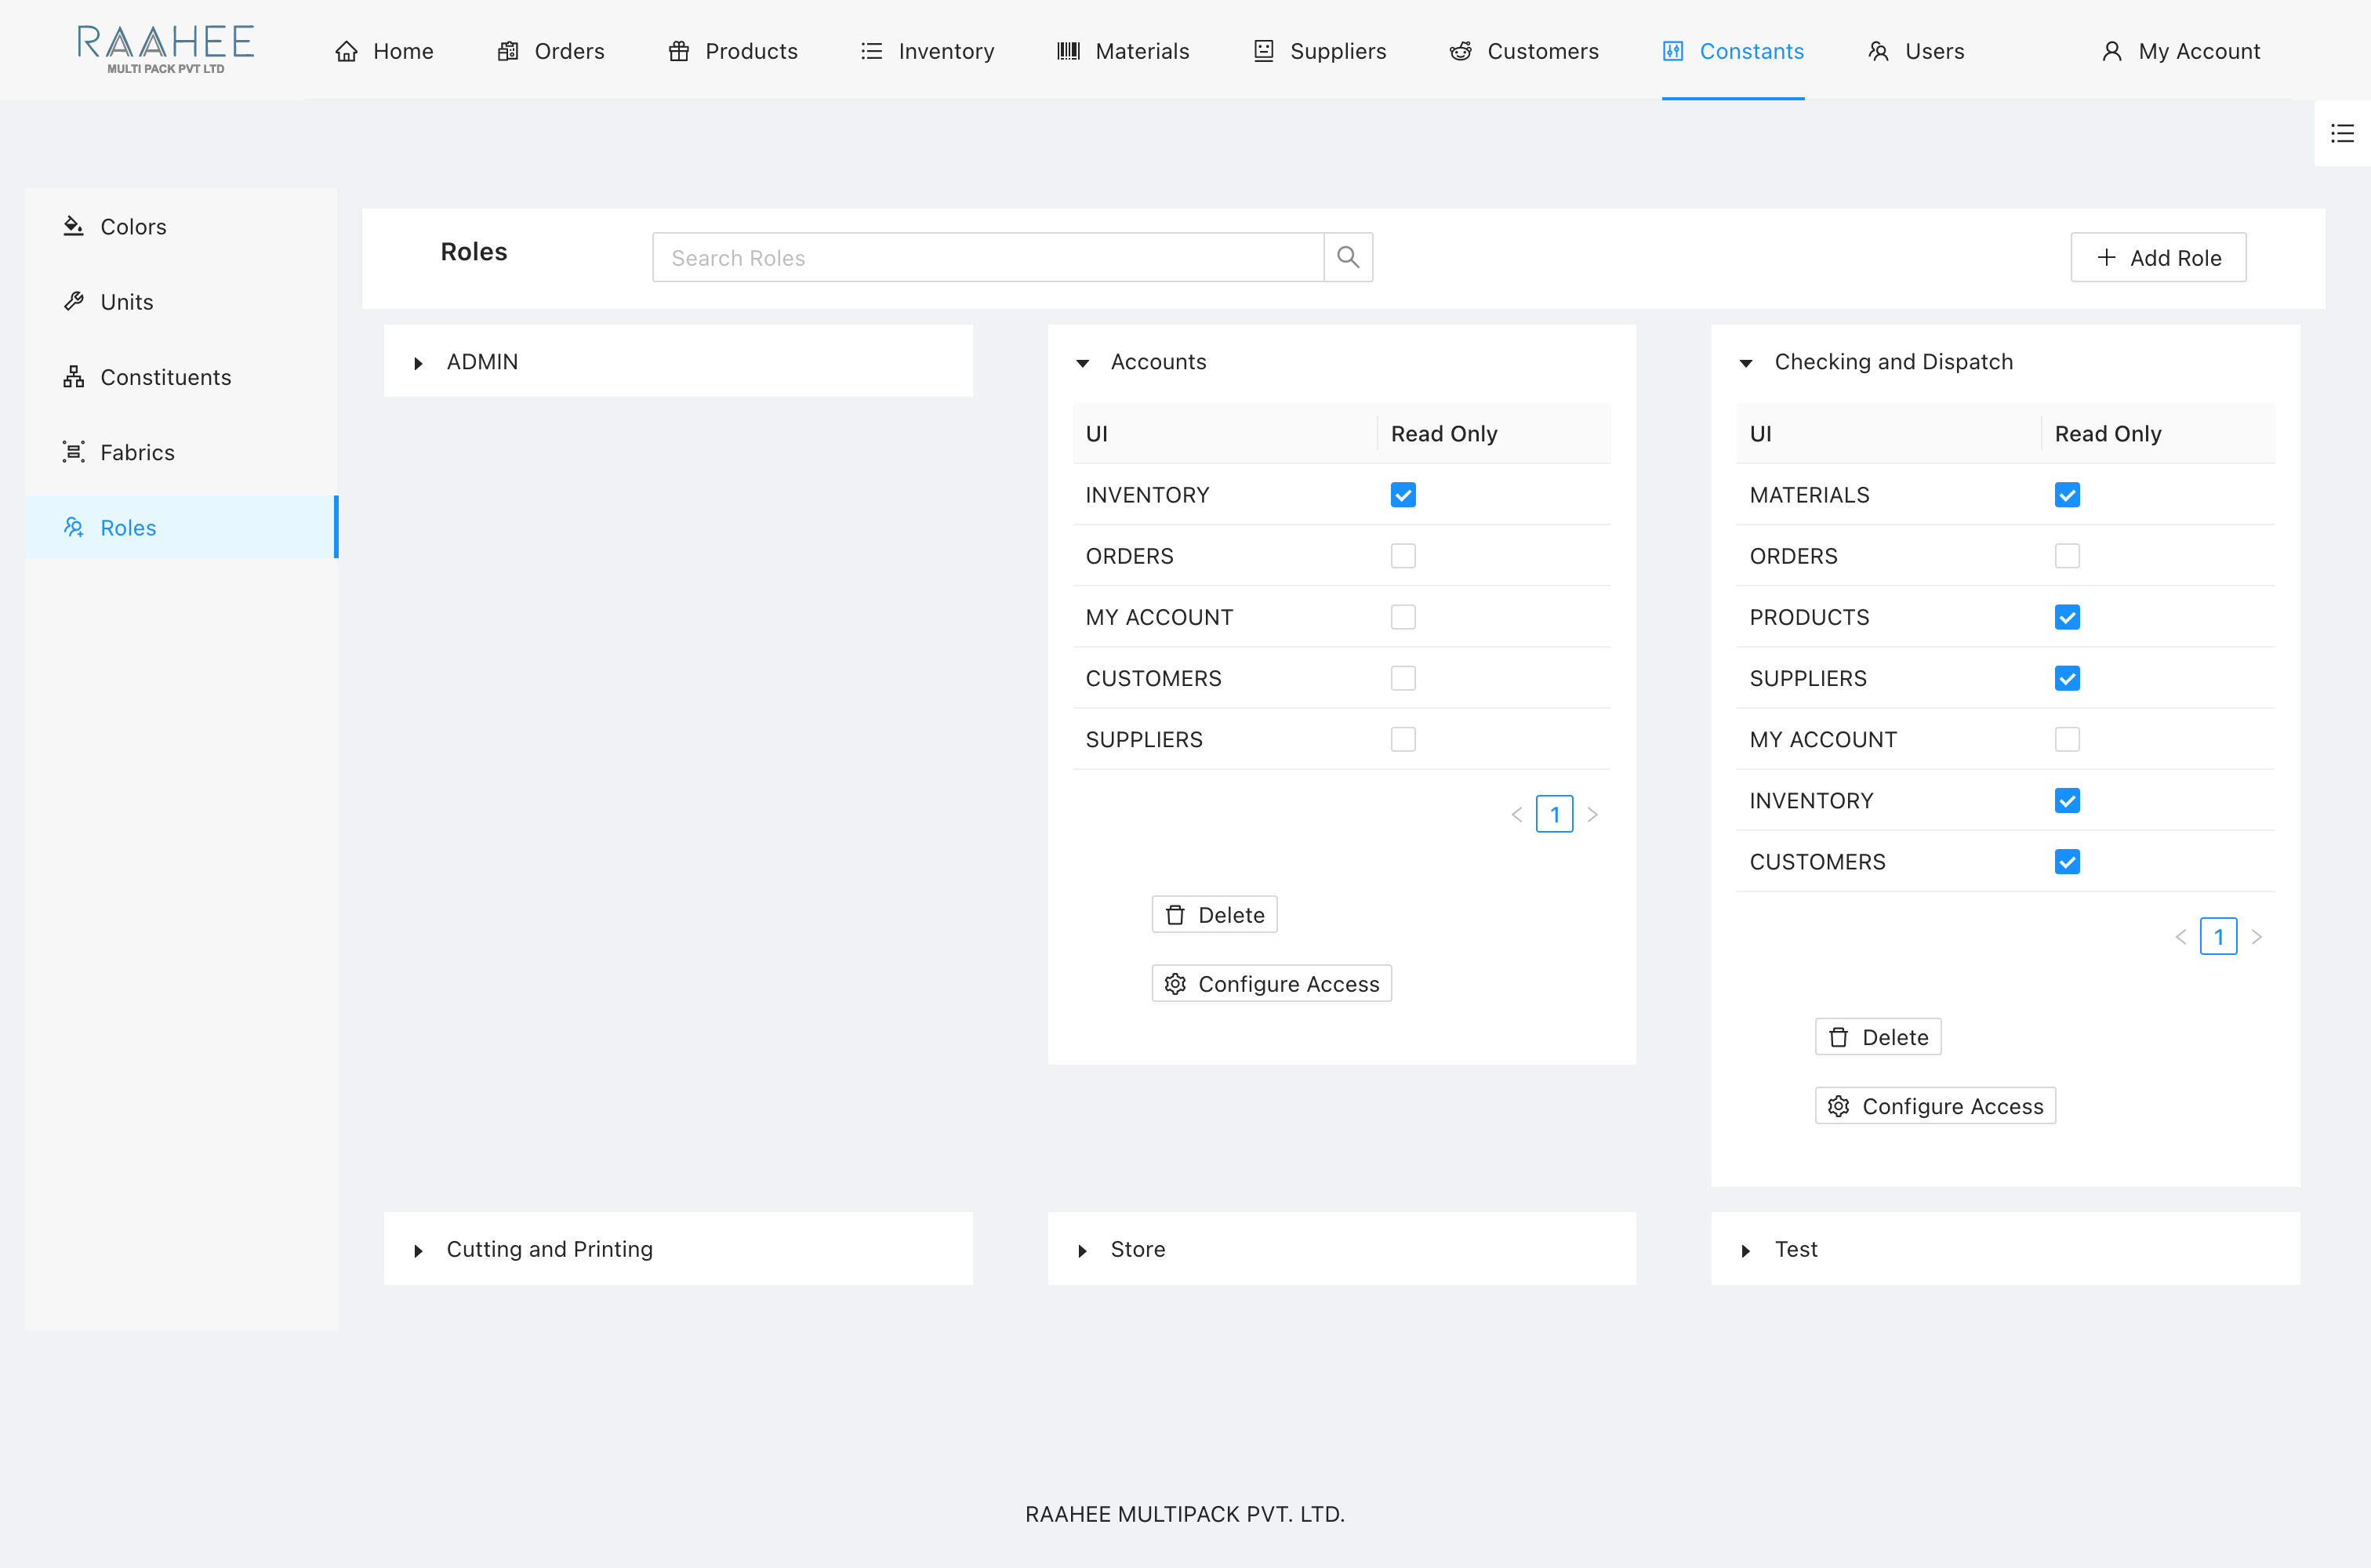 RAAHEE
MULTI PACK PVT LTD
Home
Orders
Products
Inventory
Materials
Suppliers
Customers
Constants
Users
My Account
Colors
Units
Constituents
Fabrics
Roles
Roles
Search Roles
Add Role
ADMIN
Accounts
UI Read Only
INVENTORY
ORDERS
MY ACCOUNT
CUSTOMERS
SUPPLIERS
1
Delete
Configure Access
Checking and Dispatch
UI Read Only
MATERIALS
ORDERS
PRODUCTS
SUPPLIERS
MY ACCOUNT
INVENTORY
CUSTOMERS
1
Delete
Configure Access
Cutting and Printing
Store
Test
RAAHEE MULTIPACK PVT. LTD.